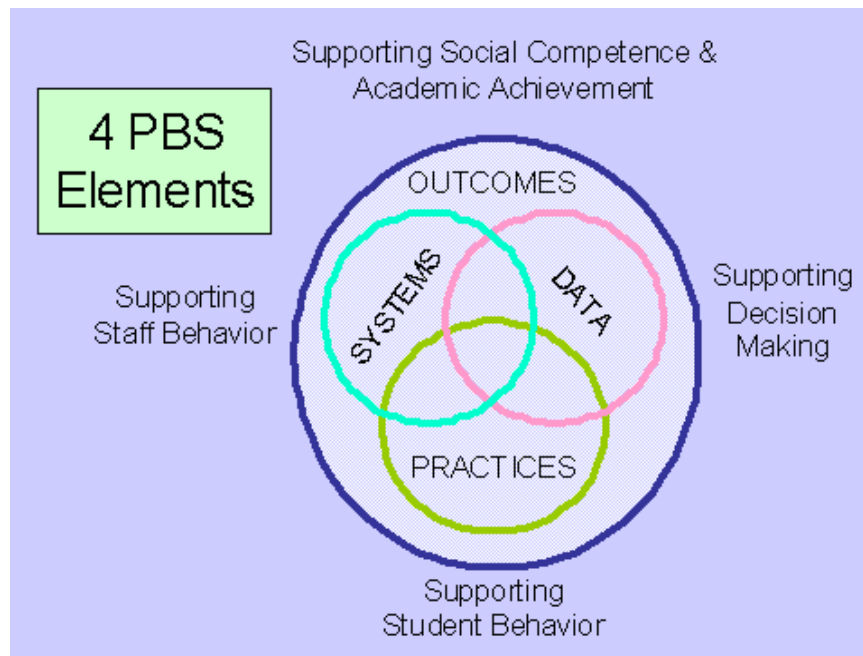 Supporting Social Competence &
Academic Achievement
4 PBS
Elements
OUTCOMES
SYSTEMS
DATA
Supporting
Staff Behavior
Supporting
Decision
Making
PRACTICES
Supporting
Student Behavior